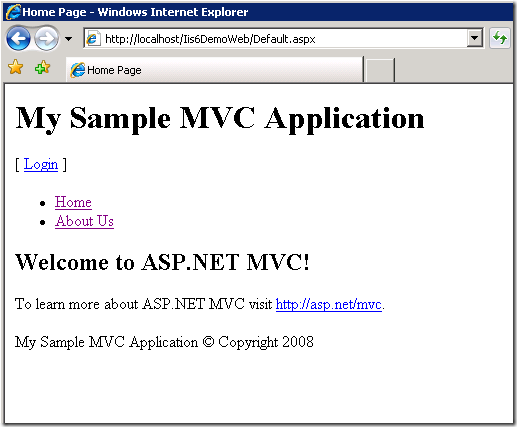 Home Page - Windows Internet Explorer
http://localhost/Iis6DemoWeb/Default.aspx
Home Page
My Sample MVC Application
[ Login ]
Home
About Us
Welcome to ASP.NET MVC!
To learn more about ASP.NET MVC visit http://asp.net/mvc.
My Sample MVC Application © Copyright 2008